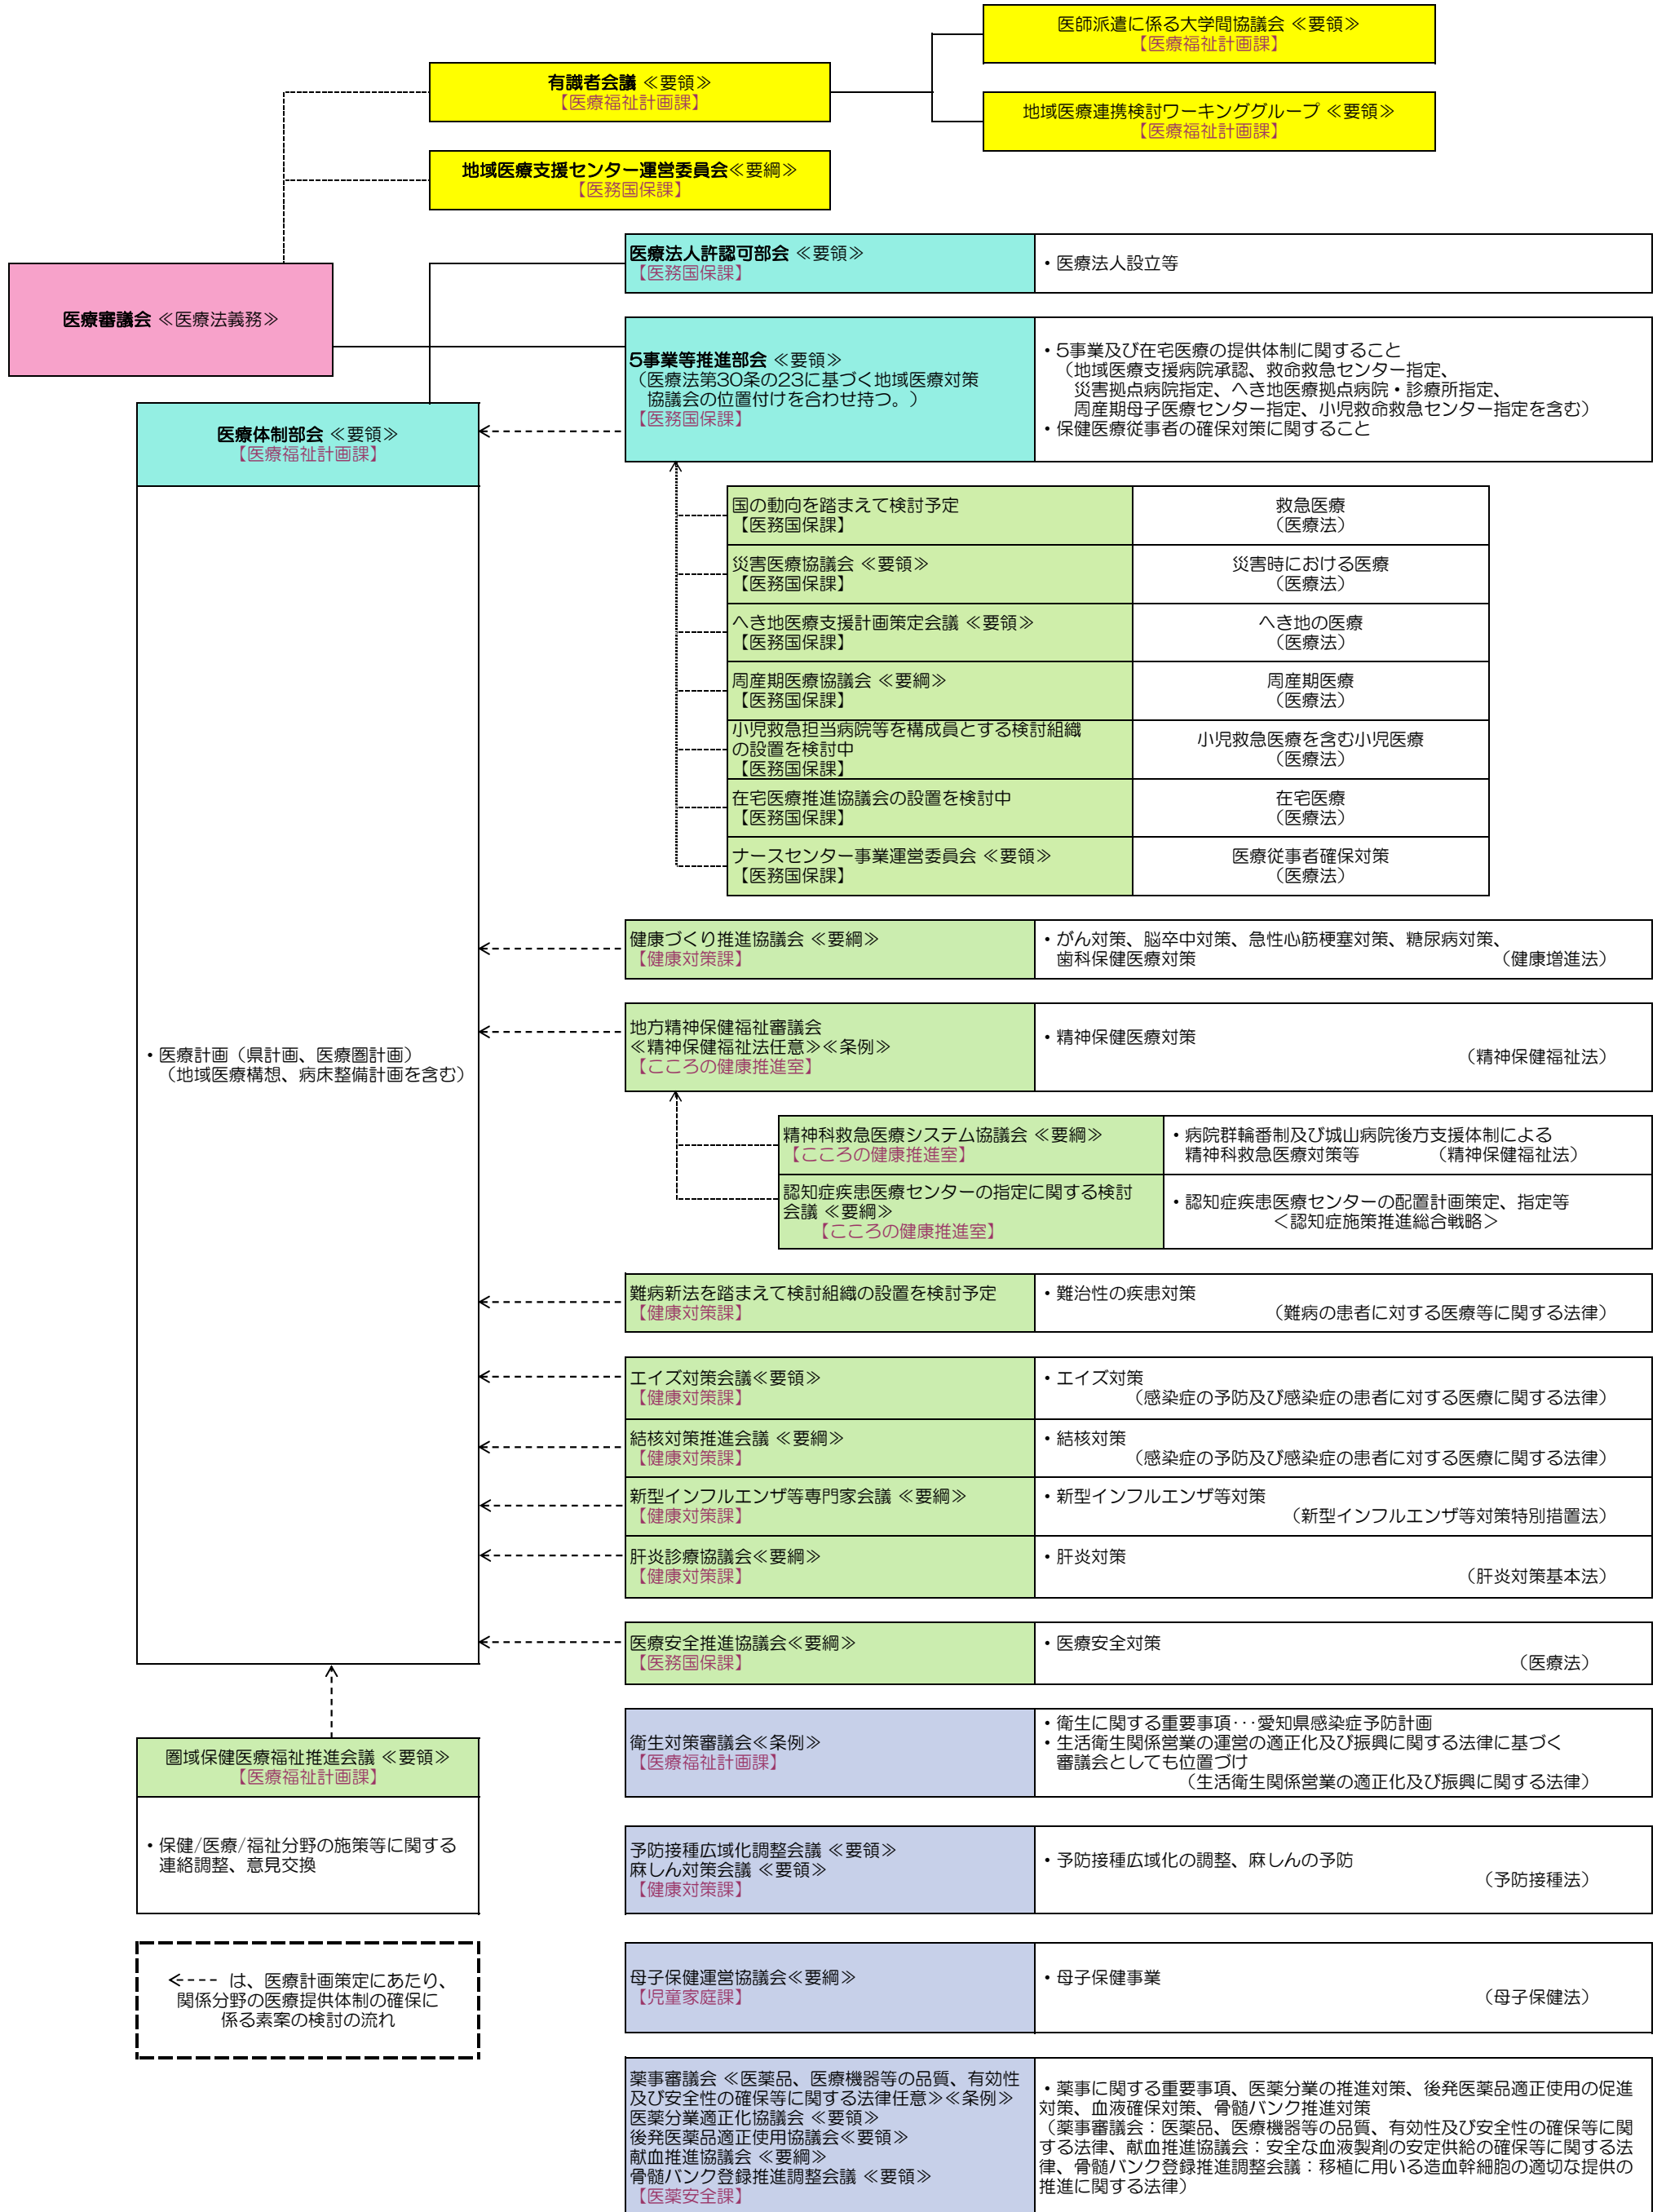 医師派遣に係る大学間協議会 ≪要領≫
【医療福祉計画課】
有識者会議 ≪要領≫
【医療福祉計画課】
地域医療連携検討ワーキンググループ ≪要領≫
【医療福祉計画課】
地域医療支援センター運営委員会≪要綱≫
【医務国保課】
医療法人許認可部会 ≪要領≫
【医務国保課】
・医療法人設立等
医療審議会 ≪医療法義務≫
5事業等推進部会 ≪要領≫
（医療法第30条の23に基づく地域医療対策
協議会の位置付けを合わせ持つ。）
【医務国保課】
・5事業及び在宅医療の提供体制に関すること
（地域医療支援病院承認、救命救急センター指定、
災害拠点病院指定、へき地医療拠点病院・診療所指定、
周産期母子医療センター指定、小児救命救急センター指定を含む）
・保健医療従事者の確保対策に関すること
医療体制部会 ≪要領≫
【医療福祉計画課】
国の動向を踏まえて検討予定
【医務国保課】
救急医療
（医療法）
災害医療協議会 ≪要領≫
【医務国保課】
災害時における医療
（医療法）
へき地医療支援計画策定会議 ≪要領≫
【医務国保課】
へき地の医療
（医療法）
周産期医療協議会 ≪要綱≫
【医務国保課】
周産期医療
（医療法）
小児救急担当病院等を構成員とする検討組織
の設置を検討中
【医務国保課】
小児救急医療を含む小児医療
（医療法）
在宅医療推進協議会の設置を検討中
【医務国保課】
在宅医療
（医療法）
ナースセンター事業運営委員会 ≪要領≫
【医務国保課】
医療従事者確保対策
（医療法）
健康づくり推進協議会 ≪要綱≫
【健康対策課】
・がん対策、脳卒中対策、急性心筋梗塞対策、糖尿病対策、
歯科保健医療対策 （健康増進法）
地方精神保健福祉審議会
≪精神保健福祉法任意≫≪条例≫
【こころの健康推進室】
・精神保健医療対策
（精神保健福祉法）
・医療計画（県計画、医療圏計画）
（地域医療構想、病床整備計画を含む）
精神科救急医療システム協議会 ≪要綱≫
【こころの健康推進室】
・病院群輪番制及び城山病院後方支援体制による
精神科救急医療対策等 （精神保健福祉法）
認知症疾患医療センターの指定に関する検討
会議 ≪要綱≫
【こころの健康推進室】
・認知症疾患医療センターの配置計画策定、指定等
＜認知症施策推進総合戦略＞
難病新法を踏まえて検討組織の設置を検討予定
【健康対策課】
・難治性の疾患対策
（難病の患者に対する医療等に関する法律）
エイズ対策会議≪要領≫
【健康対策課】
・エイズ対策
（感染症の予防及び感染症の患者に対する医療に関する法律）
結核対策推進会議 ≪要綱≫
【健康対策課】
・結核対策
（感染症の予防及び感染症の患者に対する医療に関する法律）
新型インフルエンザ等専門家会議 ≪要綱≫
【健康対策課】
・新型インフルエンザ等対策
（新型インフルエンザ等対策特別措置法）
肝炎診療協議会≪要綱≫
【健康対策課】
・肝炎対策
（肝炎対策基本法）
医療安全推進協議会≪要綱≫
【医務国保課】
・医療安全対策
（医療法）
衛生対策審議会≪条例≫
【医療福祉計画課】
・衛生に関する重要事項･･･愛知県感染症予防計画
・生活衛生関係営業の運営の適正化及び振興に関する法律に基づく
審議会としても位置づけ
（生活衛生関係営業の適正化及び振興に関する法律）
圏域保健医療福祉推進会議 ≪要領≫
【医療福祉計画課】
・保健/医療/福祉分野の施策等に関する
連絡調整、意見交換
予防接種広域化調整会議 ≪要領≫
麻しん対策会議 ≪要領≫
【健康対策課】
・予防接種広域化の調整、麻しんの予防
（予防接種法）
は、医療計画策定にあたり、
関係分野の医療提供体制の確保に
係る素案の検討の流れ
母子保健運営協議会≪要綱≫
【児童家庭課】
・母子保健事業
（母子保健法）
薬事審議会 ≪医薬品、医療機器等の品質、有効性
及び安全性の確保等に関する法律任意≫≪条例≫
医薬分業適正化協議会 ≪要領≫
後発医薬品適正使用協議会≪要領≫
献血推進協議会 ≪要綱≫
骨髄バンク登録推進調整会議 ≪要領≫
【医薬安全課】
・薬事に関する重要事項、医薬分業の推進対策、後発医薬品適正使用の促進
対策、血液確保対策、骨髄バンク推進対策
（薬事審議会：医薬品、医療機器等の品質、有効性及び安全性の確保等に関
する法律、献血推進協議会：安全な血液製剤の安定供給の確保等に関する法
律、骨髄バンク登録推進調整会議：移植に用いる造血幹細胞の適切な提供の
推進に関する法律）